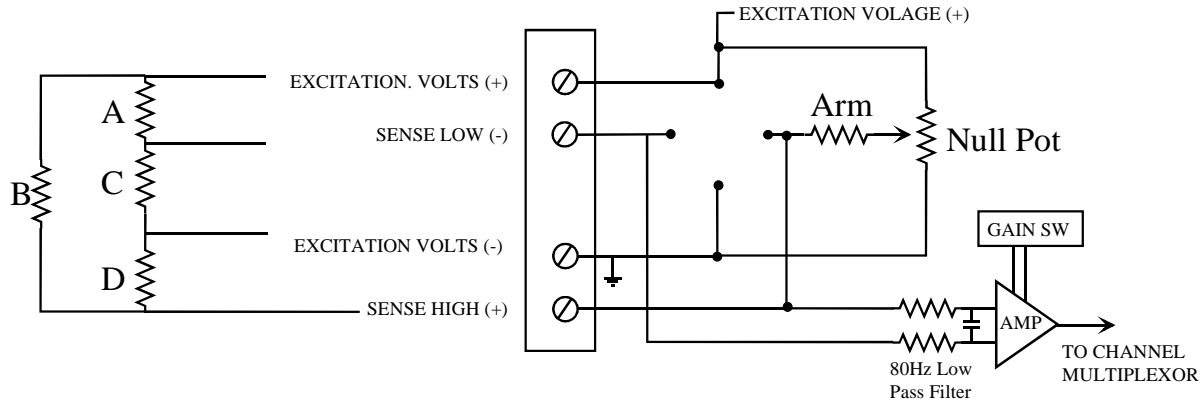 EXCITATION VOLAGE (+)
EXCITATION. VOLTS (+)
A
Arm
SENSE LOW (-)
Null Pot
B
C
EXCITATION VOLTS (-)
GAIN SW
D
SENSE HIGH (+)
AMP
TO CHANNEL
MULTIPLEXOR
80Hz Low
Pass Filter